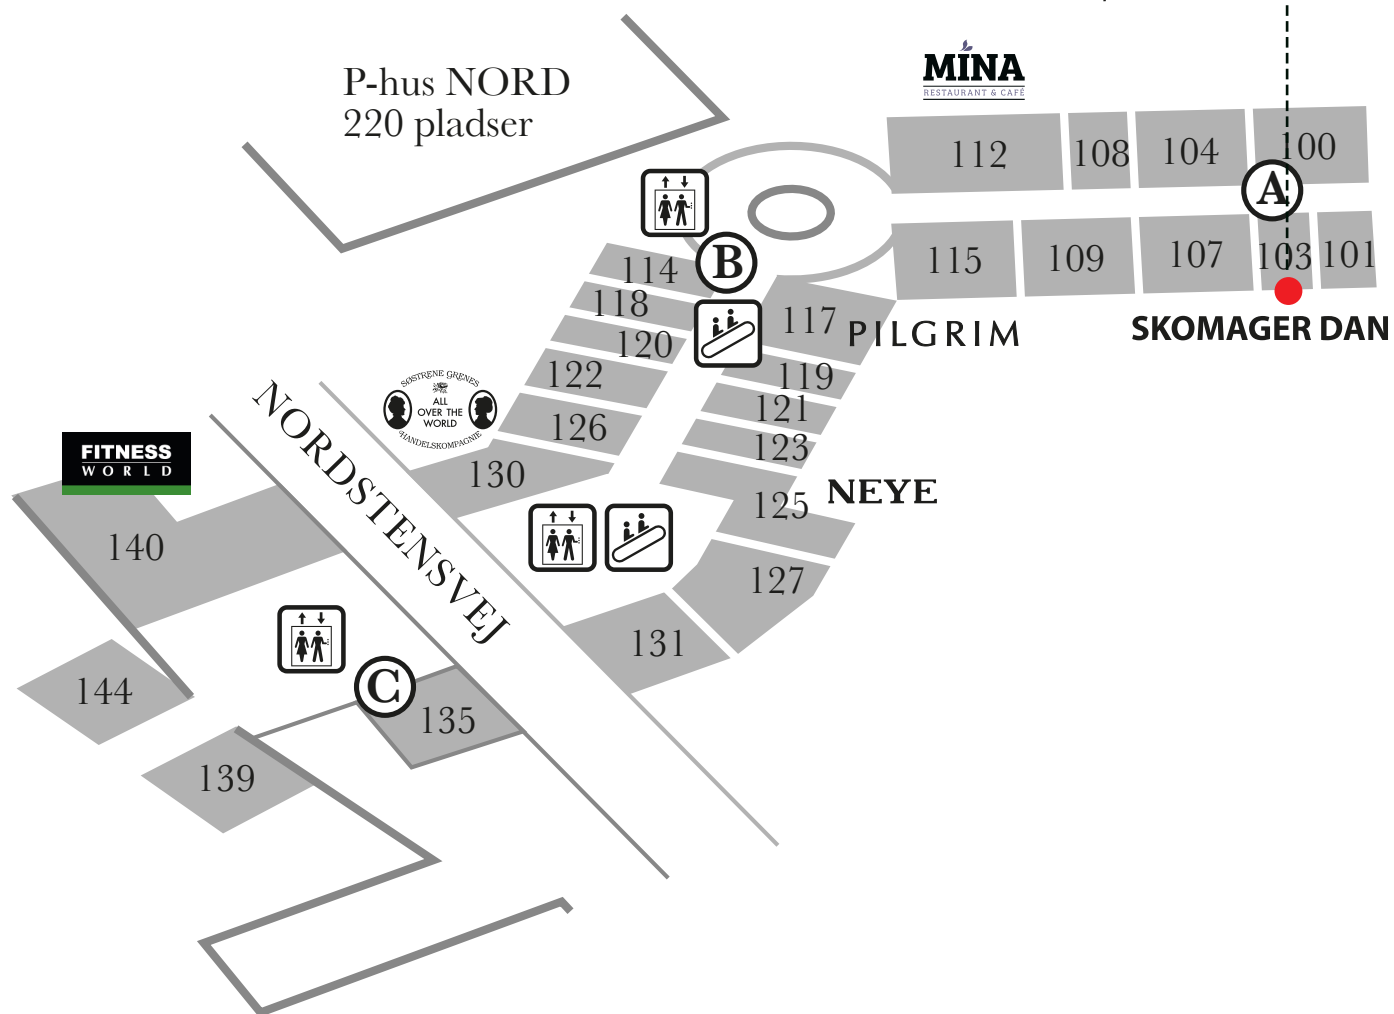 P-hus NORD
220 pladser
MINA
RESTAURANT & CAFÉ
112
108
104
100
A
115
109
107
103
101
SKOMAGER DAN
B
114
118
120
122
126
130
117
PILGRIM
119
121
123
125
NEYE
127
131
SØSTRENE GRENES
ALL
OVER THE
WORLD
HANDELSKOMPAGNIE
NORDSTENSVEJ
FITNESS
WORLD
140
144
C
135
139